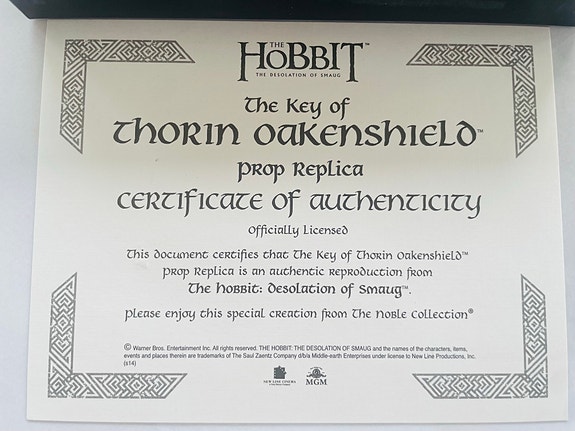 THE
HOBBIT™
THE DESOLATION OF SMAUG
The Key of
Thorin Oakenshield™
Prop Replica
Certificate of Authenticity
Officially Licensed
This document certifies that The Key of Thorin Oakenshield™
Prop Replica is an authentic reproduction from
The Hobbit: Desolation of Smaug™.
Please enjoy this special creation from The Noble Collection®
© Warner Bros. Entertainment Inc. All rights reserved. THE HOBBIT: THE DESOLATION OF SMAUG and the names of the characters, items,
events and places therein are trademarks of The Saul Zaentz Company d/b/a Middle-earth Enterprises under license to New Line Productions, Inc.
(s14)
NEW LINE CINEMA
MGM